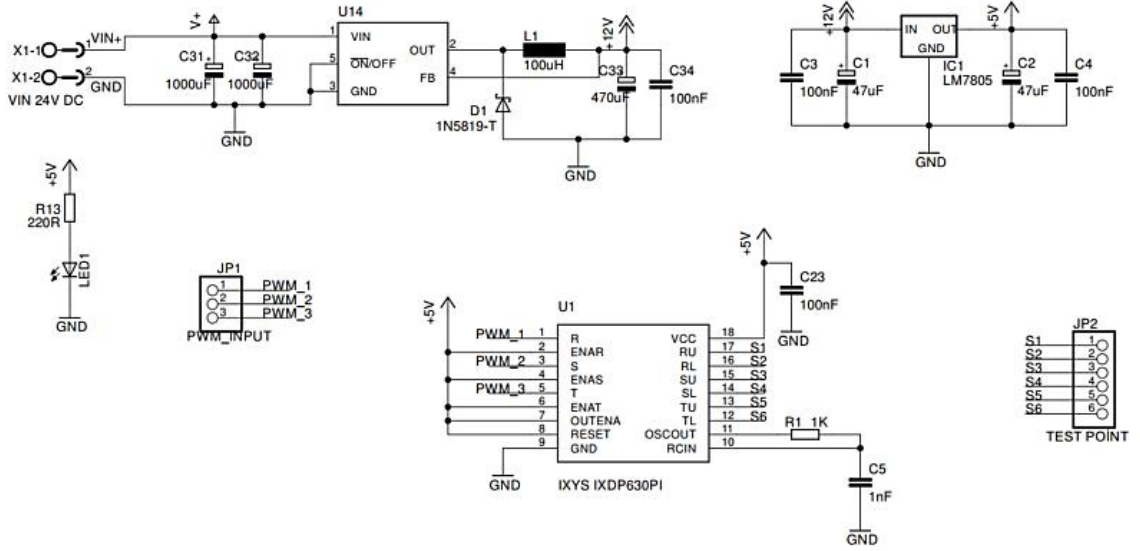 V+
U14
X1-1
1
VIN+
X1-2
2
GND
VIN 24V DC
C31
1000uF
C32
1000uF
+
+
GND
1
VIN
5
ON/OFF
3
GND
OUT
2
FB
4
L1
100uH
D1
1N5819-T
+12V
C33
+
470uF
C34
100nF
GND
+12V
C3
100nF
C1
+
47uF
IN
OUT
GND
IC1
LM7805
+5V
C2
+
47uF
C4
100nF
GND
+5V
R13
220R
LED1
GND
JP1
1
PWM_1
2
PWM_2
3
PWM_3
PWM_INPUT
+5V
C23
100nF
GND
+5V
U1
PWM_1
1
R
VCC
18
2
ENAR
RU
17
S1
PWM_2
3
S
RL
16
S2
4
ENAS
SU
15
S3
PWM_3
5
T
SL
14
S4
6
ENAT
TU
13
S5
7
OUTENA
TL
12
S6
8
RESET
OSCOUT
11
R1 1K
9
GND
RCIN
10
GND
IXYS IXDP630PI
C5
1nF
GND
JP2
S1
1
S2
2
S3
3
S4
4
S5
5
S6
6
TEST POINT